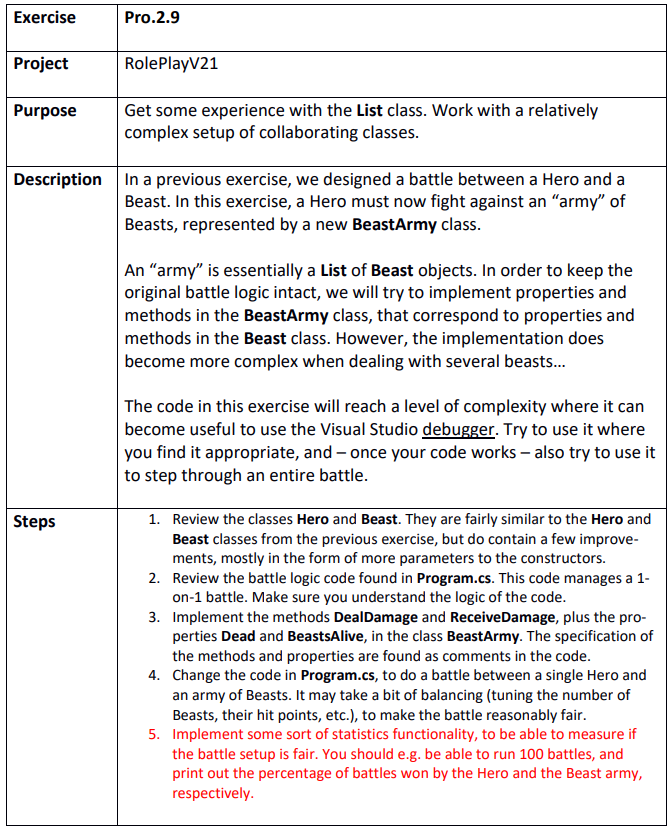 Exercise Pro.2.9
Project RolePlayV21
Purpose Get some experience with the List class. Work with a relatively
complex setup of collaborating classes.
Description In a previous exercise, we designed a battle between a Hero and a
Beast. In this exercise, a Hero must now fight against an “army” of
Beasts, represented by a new BeastArmy class.
An “army” is essentially a List of Beast objects. In order to keep the
original battle logic intact, we will try to implement properties and
methods in the BeastArmy class, that correspond to properties and
methods in the Beast class. However, the implementation does
become more complex when dealing with several beasts…
The code in this exercise will reach a level of complexity where it can
become useful to use the Visual Studio debugger. Try to use it where
you find it appropriate, and – once your code works – also try to use it
to step through an entire battle.
Steps 1. Review the classes Hero and Beast. They are fairly similar to the Hero and
Beast classes from the previous exercise, but do contain a few improve-
ments, mostly in the form of more parameters to the constructors.
2. Review the battle logic code found in Program.cs. This code manages a 1-
on-1 battle. Make sure you understand the logic of the code.
3. Implement the methods DealDamage and ReceiveDamage, plus the pro-
perties Dead and BeastsAlive, in the class BeastArmy. The specification of
the methods and properties are found as comments in the code.
4. Change the code in Program.cs, to do a battle between a single Hero and
an army of Beasts. It may take a bit of balancing (tuning the number of
Beasts, their hit points, etc.), to make the battle reasonably fair.
5. Implement some sort of statistics functionality, to be able to measure if
the battle setup is fair. You should e.g. be able to run 100 battles, and
print out the percentage of battles won by the Hero and the Beast army,
respectively.